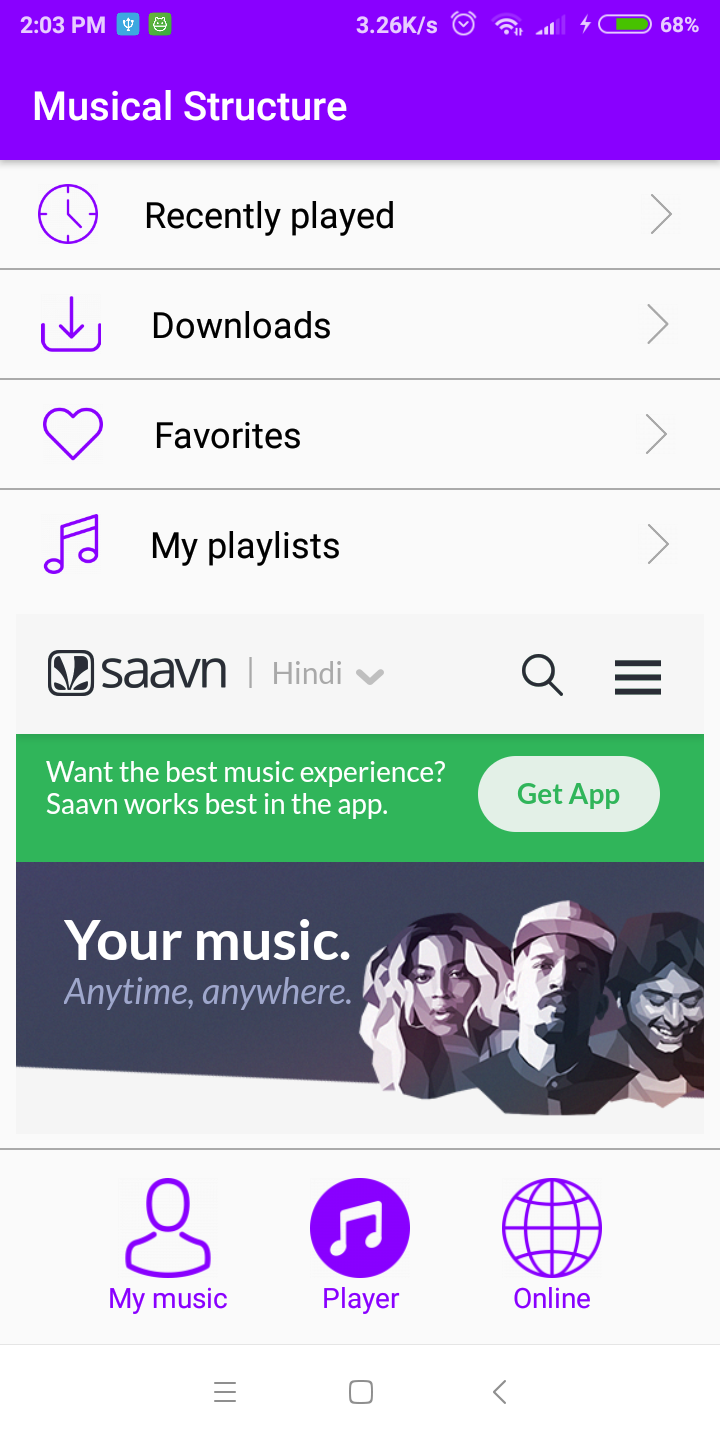 2:03 PM 3.26K/s 68%
Musical Structure
Recently played
Downloads
Favorites
My playlists
saavn | Hindi
Want the best music experience?
Saavn works best in the app.
Get App
Your music.
Anytime, anywhere.
My music Player Online